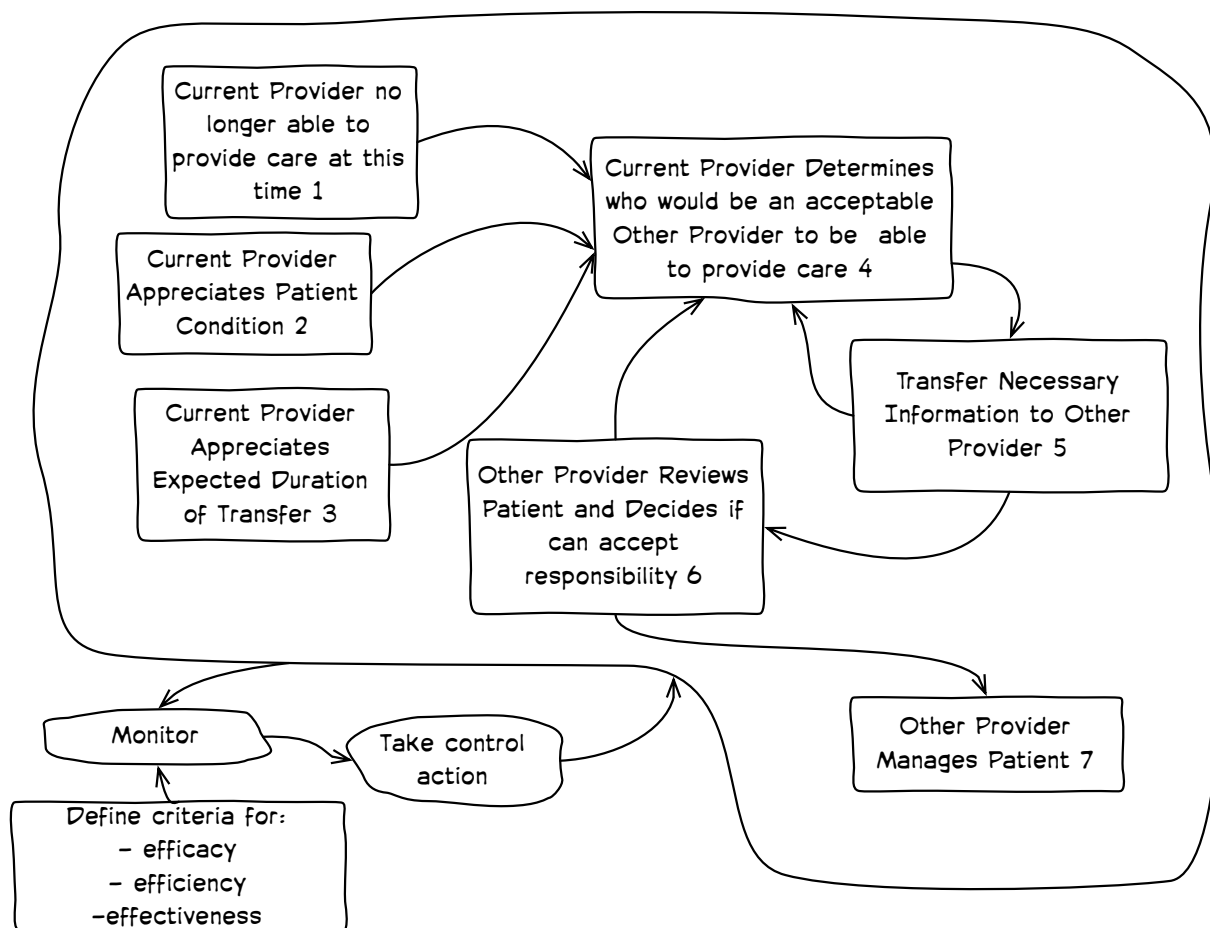 Current Provider no
longer able to
provide care at this
time 1
Current Provider Determines
who would be an acceptable
Other Provider to be able
to provide care 4
Current Provider
Appreciates Patient
Condition 2
Transfer Necessary
Information to Other
Provider 5
Current Provider
Appreciates
Expected Duration
of Transfer 3
Other Provider Reviews
Patient and Decides if
can accept
responsibility 6
Other Provider
Manages Patient 7
Monitor
Take control
action
Define criteria for:
- efficacy
- efficiency
-effectiveness